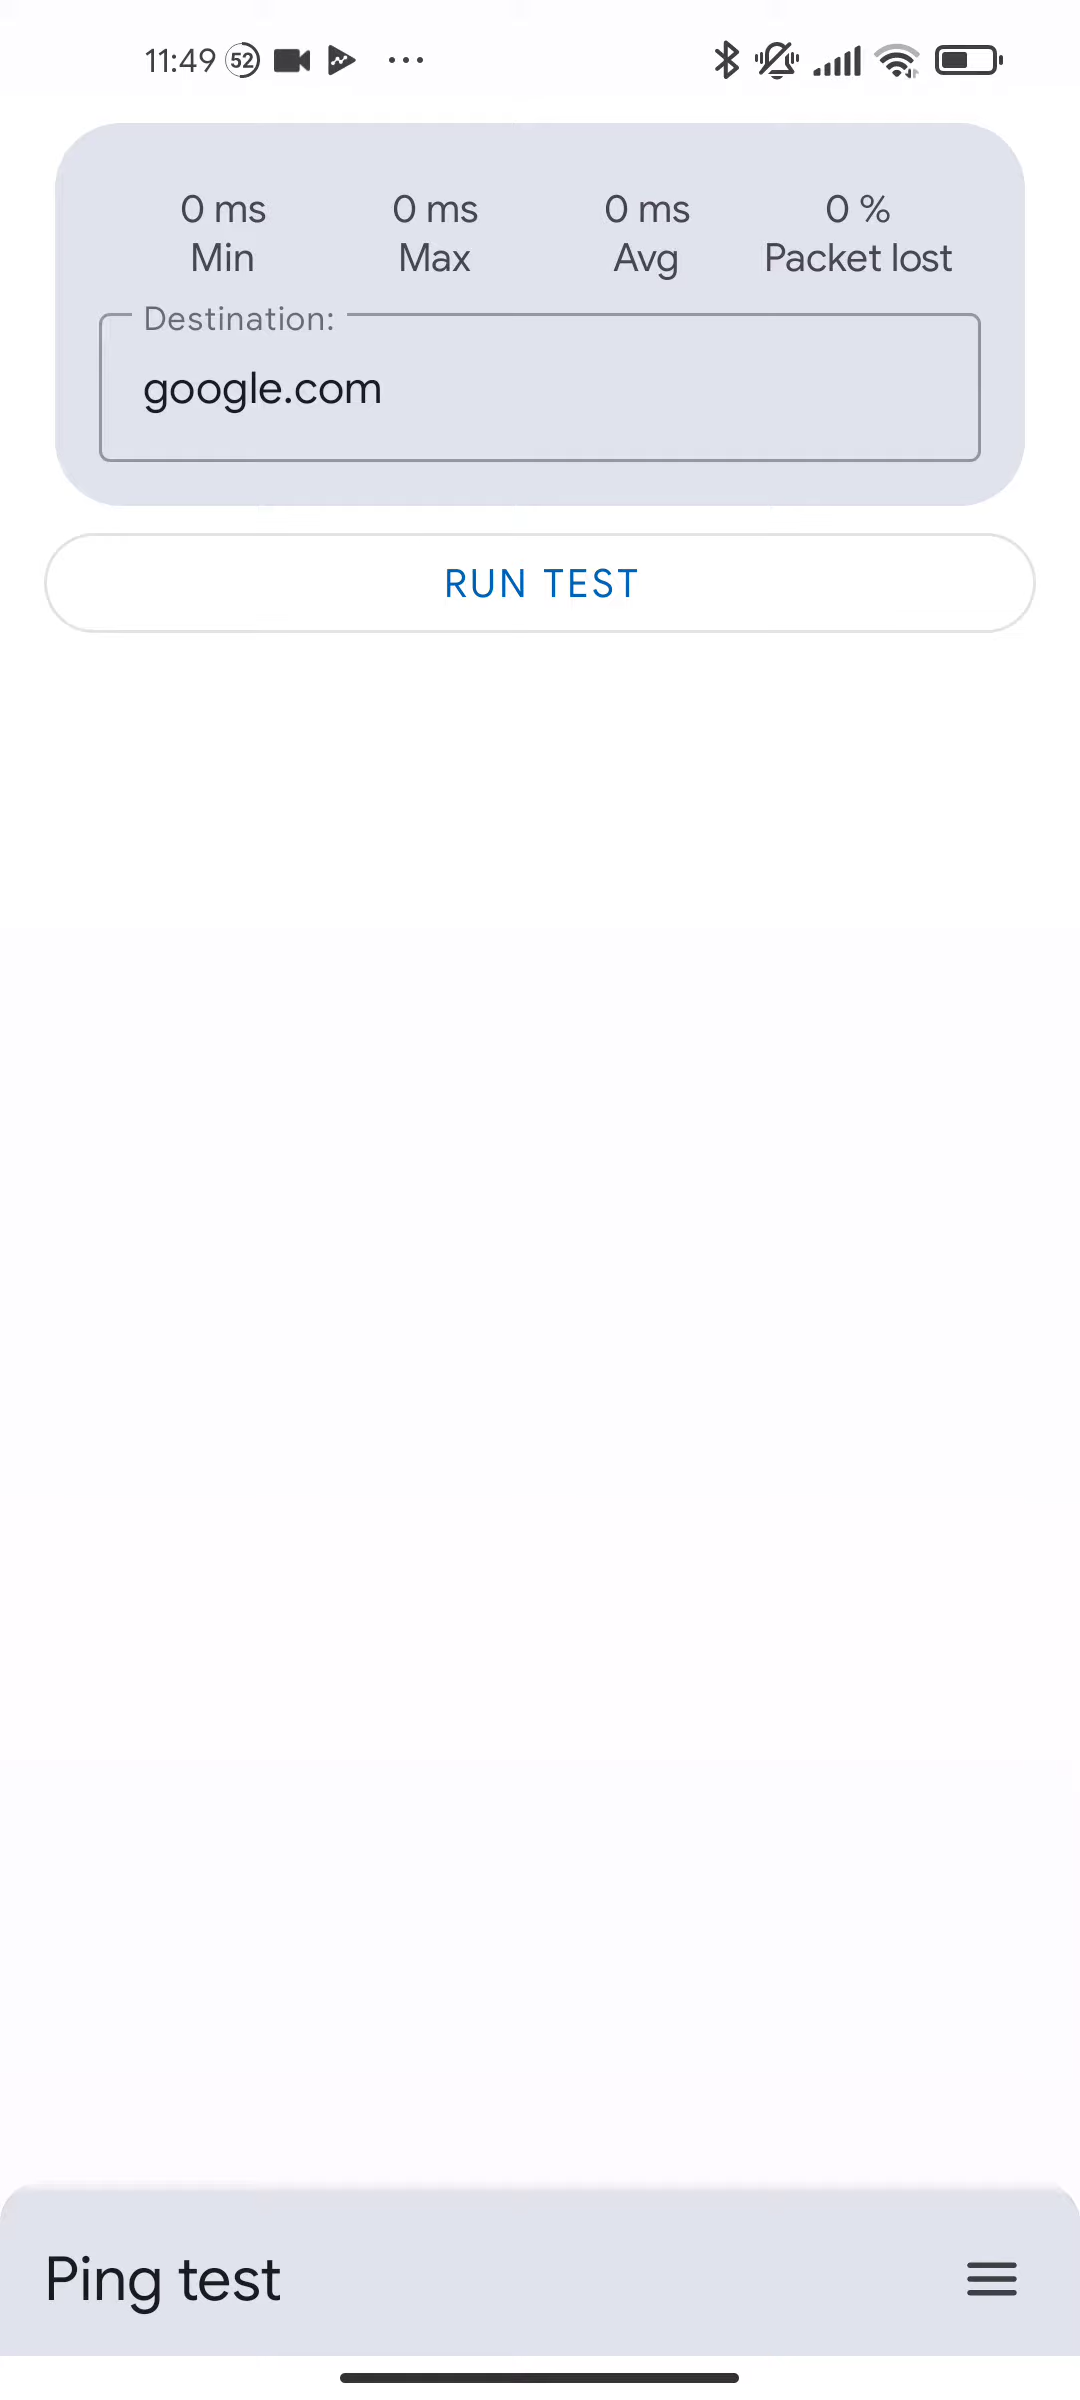 11:49 52
0 ms 0 ms 0 ms 0 %
Min Max Avg Packet lost
Destination:
google.com
RUN TEST
Ping test